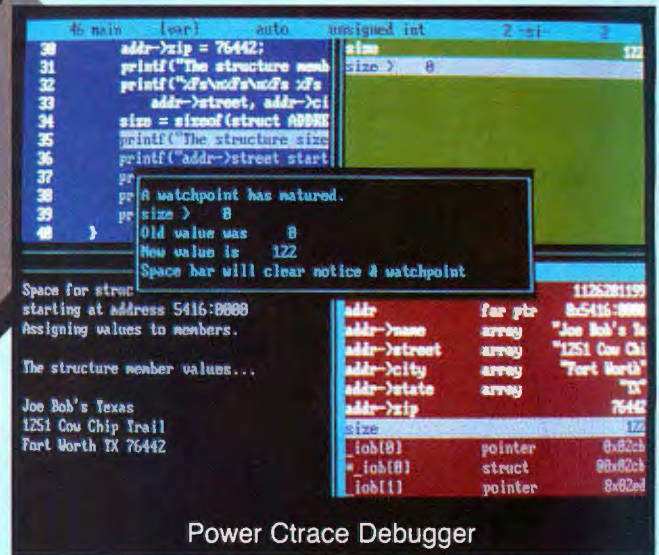 46 main [var] auto unsigned int 2 -si- 2
30 addr->zip = 76442;
31 printf("The structure memb
32 printf("%Fs\n%Fs\n%Fs %Fs
33 addr->street, addr->ci
34 size = sizeof(struct ADDRE
35 printf("The structure size
36 printf("addr->street start
37 pr
38 pr
39 pr
40 }
size 122
size > 0
A watchpoint has matured.
size > 0
Old value was 0
New value is 122
Space bar will clear notice & watchpoint
Space for struc
starting at address 5416:0008
Assigning values to members.
The structure member values...
Joe Bob's Texas
1251 Cow Chip Trail
Fort Worth TX 76442
1126201199
addr far ptr 0x5416:0008
addr->name array "Joe Bob's Te
addr->street array "1251 Cow Chi
addr->city array "Fort Worth"
addr->state array "TX"
addr->zip 76442
size 122
_iob[0] pointer 0x02cb
*_iob[0] struct 00x02cb
_iob[1] pointer 0x02ed
Power Ctrace Debugger